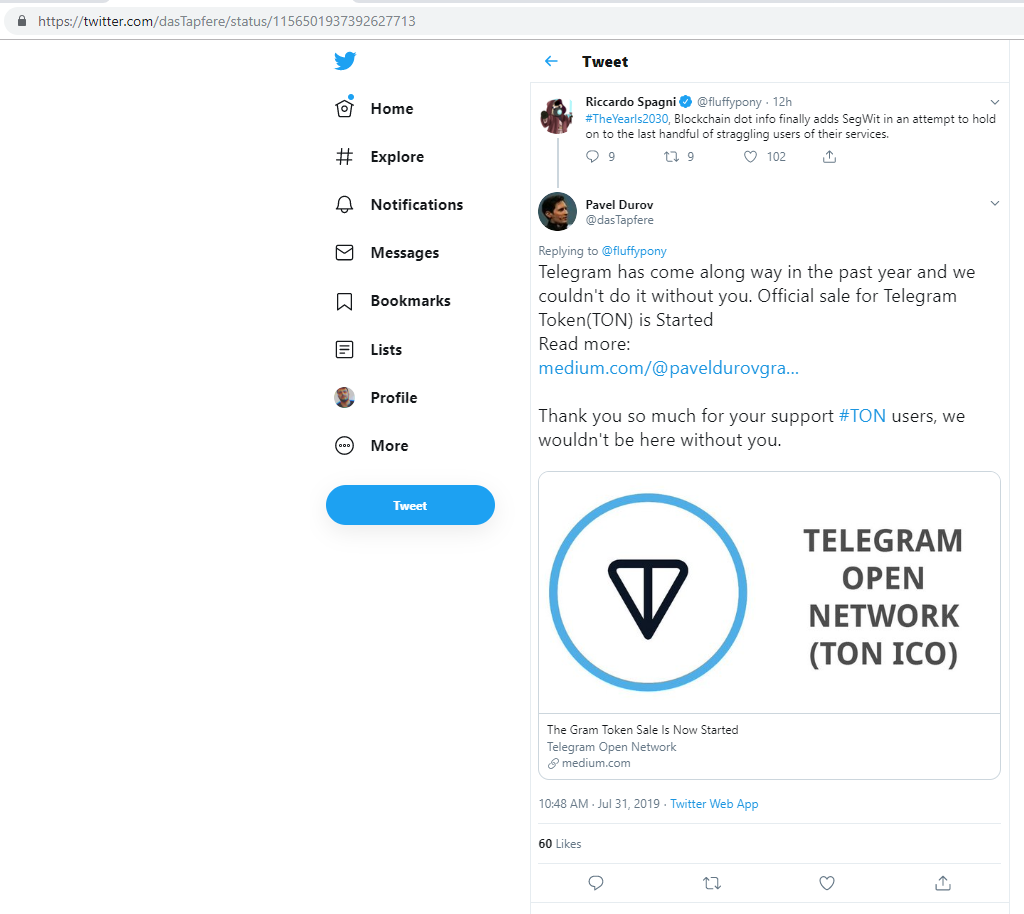 https://twitter.com/dasTapfere/status/1156501937392627713
Home
Explore
Notifications
Messages
Bookmarks
Lists
Profile
More
Tweet
Tweet
Riccardo Spagni @fluffypony · 12h
#TheYearIs2030, Blockchain dot info finally adds SegWit in an attempt to hold
on to the last handful of straggling users of their services.
9 9 102
Pavel Durov
@dasTapfere
Replying to @fluffypony
Telegram has come along way in the past year and we
couldn't do it without you. Official sale for Telegram
Token(TON) is Started
Read more:
medium.com/@paveldurovgra...
Thank you so much for your support #TON users, we
wouldn't be here without you.
TELEGRAM
OPEN
NETWORK
(TON ICO)
The Gram Token Sale Is Now Started
Telegram Open Network
medium.com
10:48 AM · Jul 31, 2019 · Twitter Web App
60 Likes